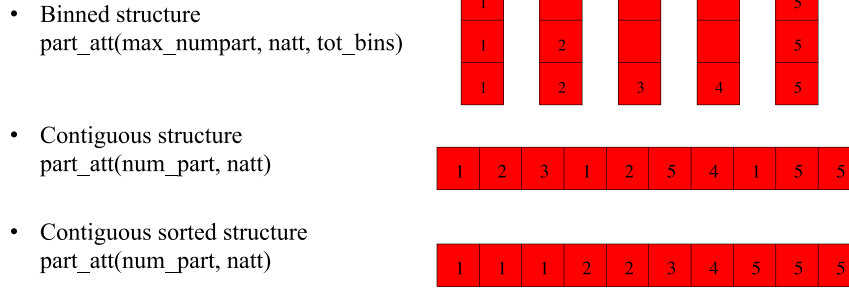 • Binned structure
part_att(max_numpart, natt, tot_bins)
1 5
1 2 5
1 2 3 4 5
• Contiguous structure
part_att(num_part, natt)
1 2 3 1 2 5 4 1 5 5
• Contiguous sorted structure
part_att(num_part, natt)
1 1 1 2 2 3 4 5 5 5